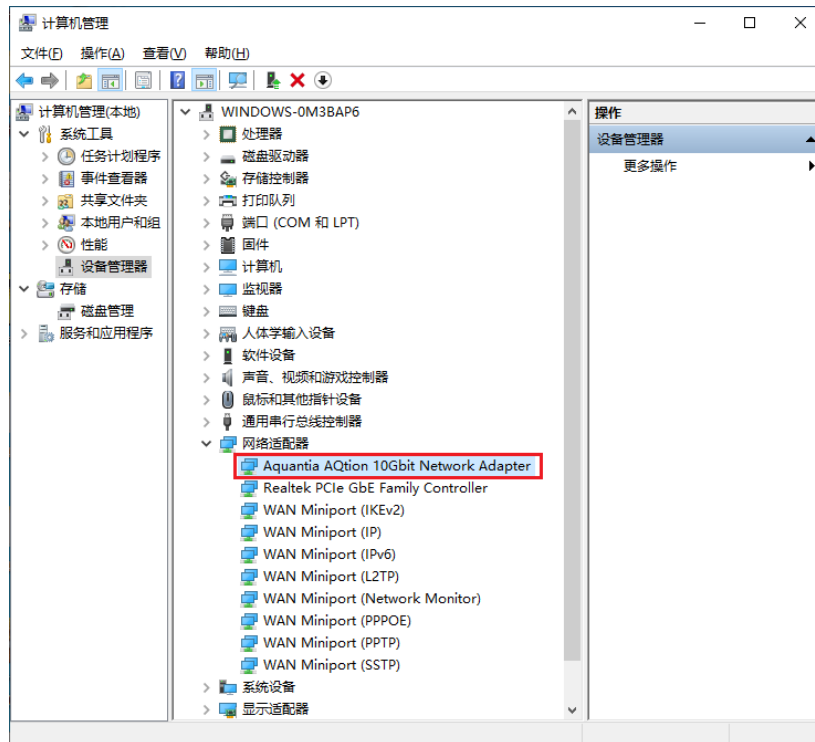 计算机管理
文件(F) 操作(A) 查看(V) 帮助(H)
计算机管理(本地)
系统工具
任务计划程序
事件查看器
共享文件夹
本地用户和组
性能
设备管理器
存储
磁盘管理
服务和应用程序
WINDOWS-0M3BAP6
处理器
磁盘驱动器
存储控制器
打印队列
端口 (COM 和 LPT)
固件
计算机
监视器
键盘
人体学输入设备
软件设备
声音、视频和游戏控制器
鼠标和其他指针设备
通用串行总线控制器
网络适配器
Aquantia AQtion 10Gbit Network Adapter
Realtek PCIe GbE Family Controller
WAN Miniport (IKEv2)
WAN Miniport (IP)
WAN Miniport (IPv6)
WAN Miniport (L2TP)
WAN Miniport (Network Monitor)
WAN Miniport (PPPOE)
WAN Miniport (PPTP)
WAN Miniport (SSTP)
系统设备
显示适配器
操作
设备管理器
更多操作